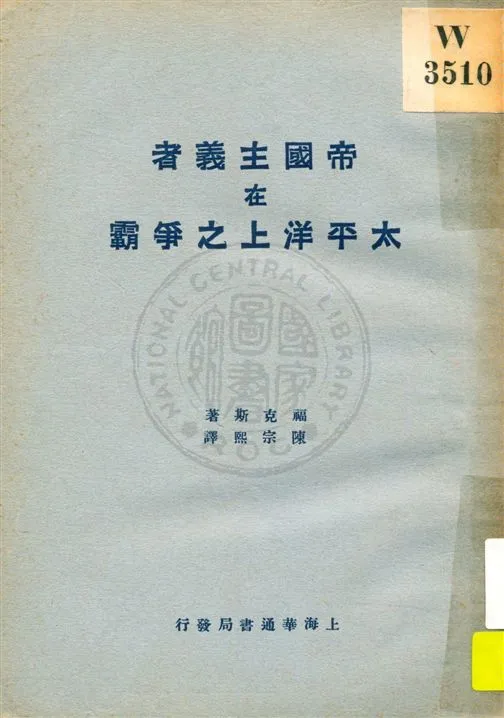 W
3510
帝國主義者
在
太平洋上之爭霸
NATIONAL CENTRAL LIBRARY
國家圖書館
福克斯著
陳宗熙譯
上海華通書局發行